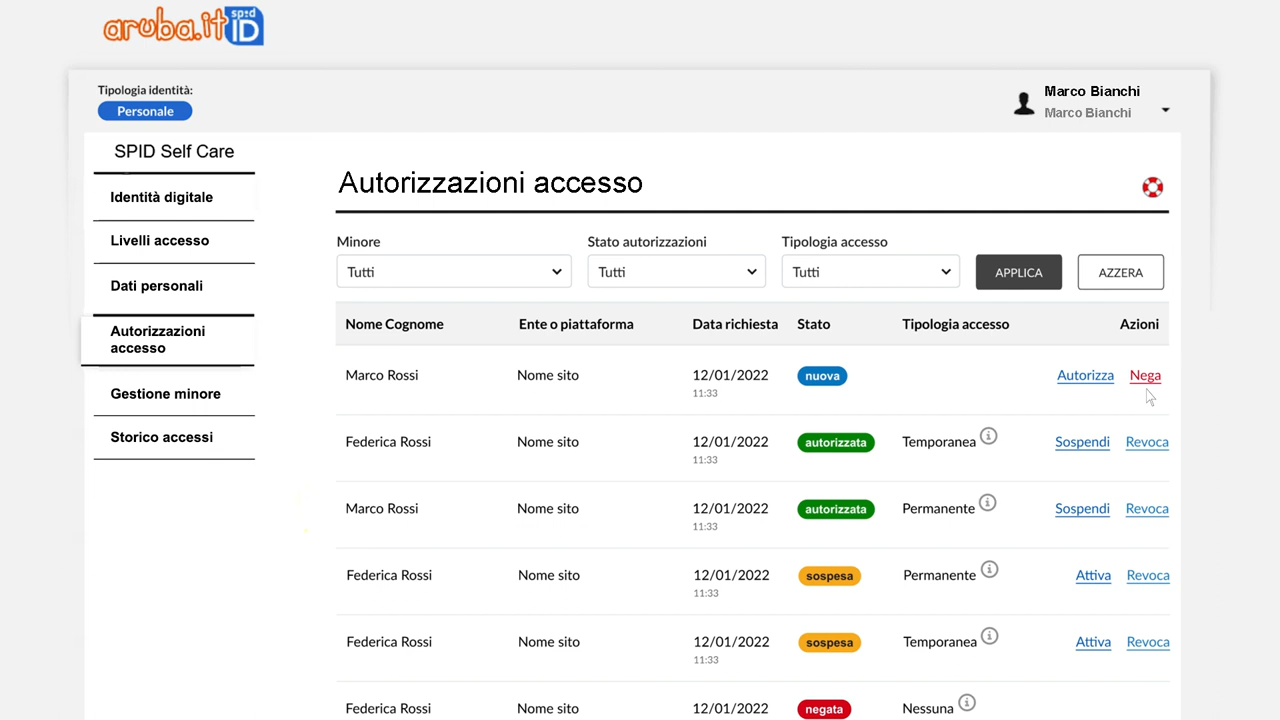 aruba.it spid ID
Tipologia identità:
Personale
Marco Bianchi
Marco Bianchi
SPID Self Care
Identità digitale
Livelli accesso
Dati personali
Autorizzazioni
accesso
Gestione minore
Storico accessi
Autorizzazioni accesso
Minore Stato autorizzazioni Tipologia accesso
Tutti Tutti Tutti APPLICA AZZERA
Nome Cognome Ente o piattaforma Data richiesta Stato Tipologia accesso Azioni
Marco Rossi Nome sito 12/01/2022 nuova Autorizza Nega
11:33
Federica Rossi Nome sito 12/01/2022 autorizzata Temporanea Sospendi Revoca
11:33
Marco Rossi Nome sito 12/01/2022 autorizzata Permanente Sospendi Revoca
11:33
Federica Rossi Nome sito 12/01/2022 sospesa Permanente Attiva Revoca
11:33
Federica Rossi Nome sito 12/01/2022 sospesa Temporanea Attiva Revoca
11:33
Federica Rossi Nome sito 12/01/2022 negata Nessuna